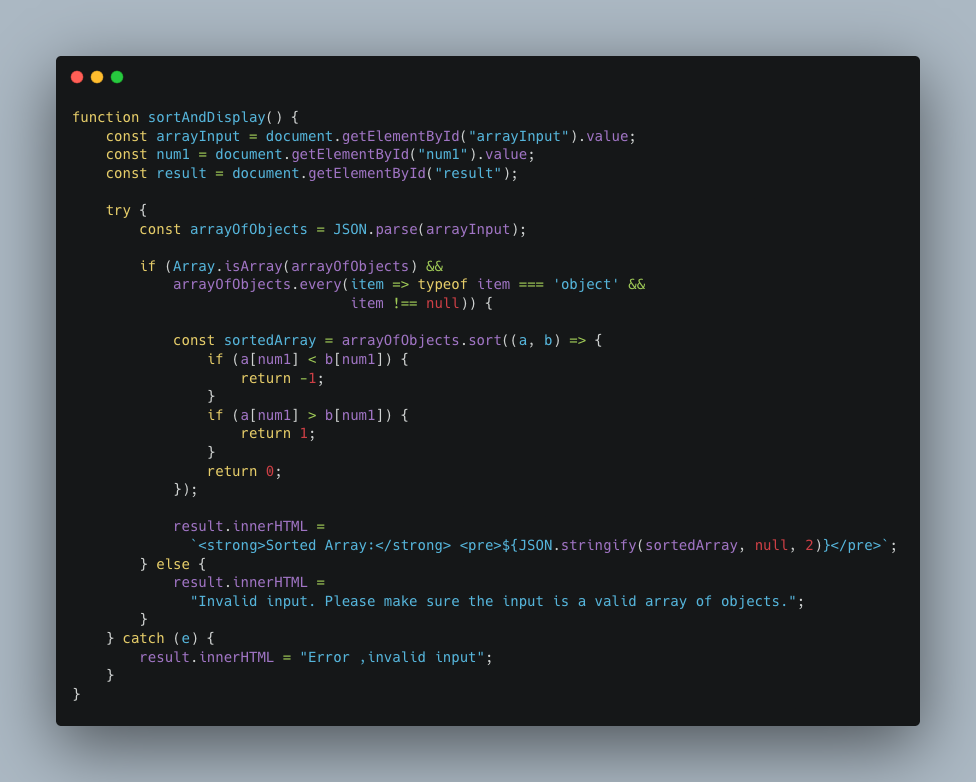 function sortAndDisplay() {
    const arrayInput = document.getElementById("arrayInput").value;
    const num1 = document.getElementById("num1").value;
    const result = document.getElementById("result");

    try {
        const arrayOfObjects = JSON.parse(arrayInput);

        if (Array.isArray(arrayOfObjects) &&
            arrayOfObjects.every(item => typeof item === 'object' &&
                                 item !== null)) {

            const sortedArray = arrayOfObjects.sort((a, b) => {
                if (a[num1] < b[num1]) {
                    return -1;
                }
                if (a[num1] > b[num1]) {
                    return 1;
                }
                return 0;
            });

            result.innerHTML =
              `<strong>Sorted Array:</strong> <pre>${JSON.stringify(sortedArray, null, 2)}</pre>`;
        } else {
            result.innerHTML =
              "Invalid input. Please make sure the input is a valid array of objects.";
        }
    } catch (e) {
        result.innerHTML = "Error ,invalid input";
    }
}